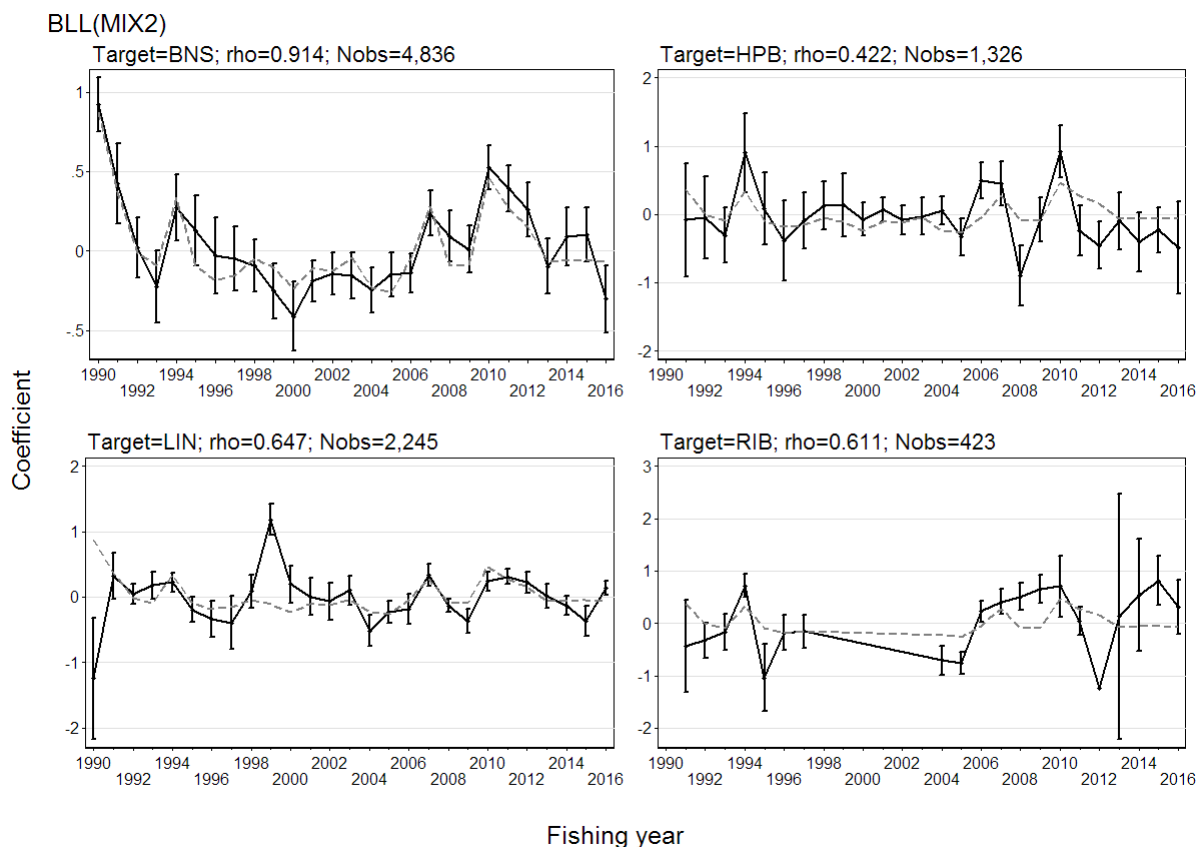 BLL(MIX2)
Target=BNS; rho=0.914; Nobs=4,836
1
.5
0
-.5
1990 1994 1998 2002 2006 2010 2014
1992 1996 2000 2004 2008 2012 2016
Target=HPB; rho=0.422; Nobs=1,326
2
1
0
-1
-2
1990 1994 1998 2002 2006 2010 2014
1992 1996 2000 2004 2008 2012 2016
Target=LIN; rho=0.647; Nobs=2,245
2
1
0
-1
-2
1990 1994 1998 2002 2006 2010 2014
1992 1996 2000 2004 2008 2012 2016
Target=RIB; rho=0.611; Nobs=423
3
2
1
0
-1
-2
1990 1994 1998 2002 2006 2010 2014
1992 1996 2000 2004 2008 2012 2016
Coefficient
Fishing year